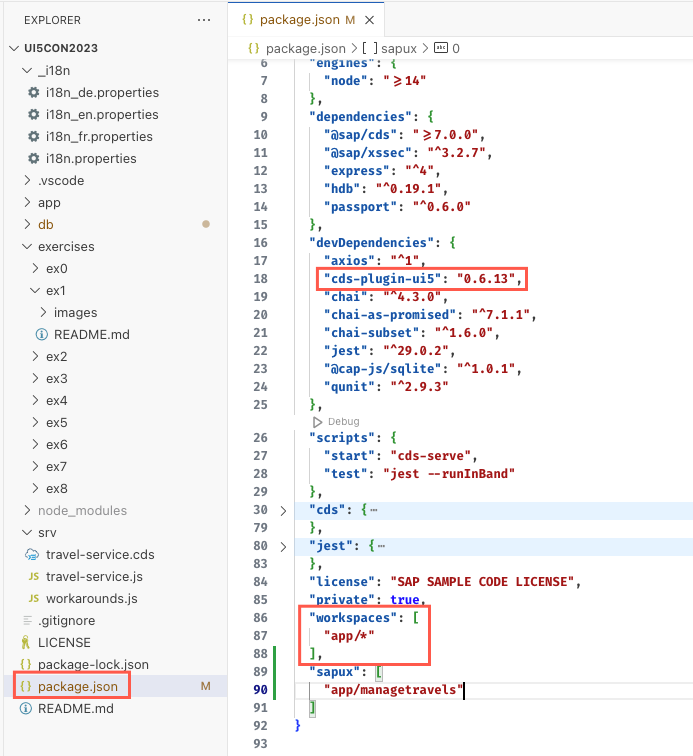 EXPLORER
UI5CON2023
_i18n
i18n_de.properties
i18n_en.properties
i18n_fr.properties
i18n.properties
.vscode
app
db
exercises
ex0
ex1
images
README.md
ex2
ex3
ex4
ex5
ex6
ex7
ex8
node_modules
srv
travel-service.cds
JS travel-service.js
JS workarounds.js
.gitignore
LICENSE
{} package-lock.json
{} package.json M
README.md
{} package.json M
{} package.json > [ ] sapux > abc 0
6 "engines": {
7 "node": ">=14"
8 },
9 "dependencies": {
10 "@sap/cds": ">=7.0.0",
11 "@sap/xssec": "^3.2.7",
12 "express": "^4",
13 "hdb": "^0.19.1",
14 "passport": "^0.6.0"
15 },
16 "devDependencies": {
17 "axios": "^1",
18 "cds-plugin-ui5": "0.6.13",
19 "chai": "^4.3.0",
20 "chai-as-promised": "^7.1.1",
21 "chai-subset": "^1.6.0",
22 "jest": "^29.0.2",
23 "@cap-js/sqlite": "^1.0.1",
24 "qunit": "^2.9.3"
25 },
Debug
26 "scripts": {
27 "start": "cds-serve",
28 "test": "jest --runInBand"
29 },
30 "cds": {⋯
79 },
80 "jest": {⋯
83 },
84 "license": "SAP SAMPLE CODE LICENSE",
85 "private": true,
86 "workspaces": [
87 "app/*"
88 ],
89 "sapux": [
90 "app/managetravels"
91 ]
92 }
93